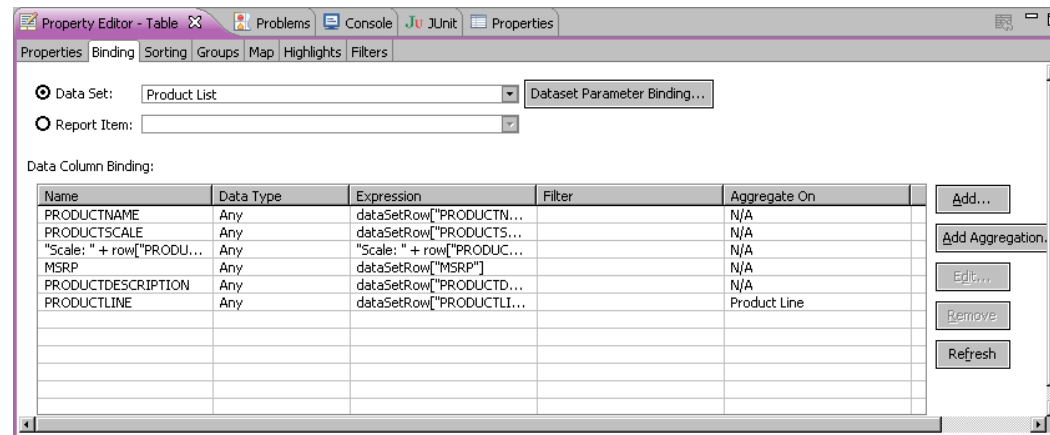 Property Editor - Table Problems Console Ju JUnit Properties
Properties Binding Sorting Groups Map Highlights Filters
Data Set: Product List Dataset Parameter Binding...
Report Item:
Data Column Binding:
Name Data Type Expression Filter Aggregate On
PRODUCTNAME Any dataSetRow["PRODUCTN... N/A
PRODUCTSCALE Any dataSetRow["PRODUCTS... N/A
"Scale: " + row["PRODU... Any "Scale: " + row["PRODUC... N/A
MSRP Any dataSetRow["MSRP"] N/A
PRODUCTDESCRIPTION Any dataSetRow["PRODUCTD... N/A
PRODUCTLINE Any dataSetRow["PRODUCTLI... Product Line
Add...
Add Aggregation.
Edit...
Remove
Refresh